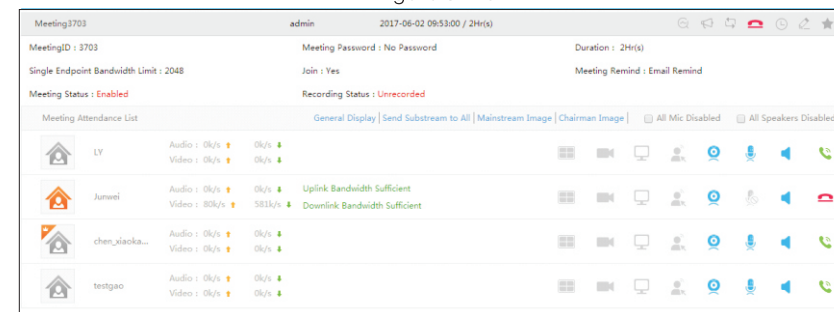 Meeting3703 admin 2017-06-02 09:53:00 / 2Hr(s)
MeetingID : 3703 Meeting Password : No Password Duration : 2Hr(s)
Single Endpoint Bandwidth Limit : 2048 Join : Yes Meeting Remind : Email Remind
Meeting Status : Enabled Recording Status : Unrecorded
Meeting Attendance List General Display | Send Substream to All | Mainstream Image | Chairman Image | All Mic Disabled All Speakers Disabled
LY Audio : 0k/s 0k/s
Video : 0k/s 0k/s
Junwei Audio : 0k/s 0k/s Uplink Bandwidth Sufficient
Video : 80k/s 581k/s Downlink Bandwidth Sufficient
chen_xiaoka... Audio : 0k/s 0k/s
Video : 0k/s 0k/s
testgao Audio : 0k/s 0k/s
Video : 0k/s 0k/s